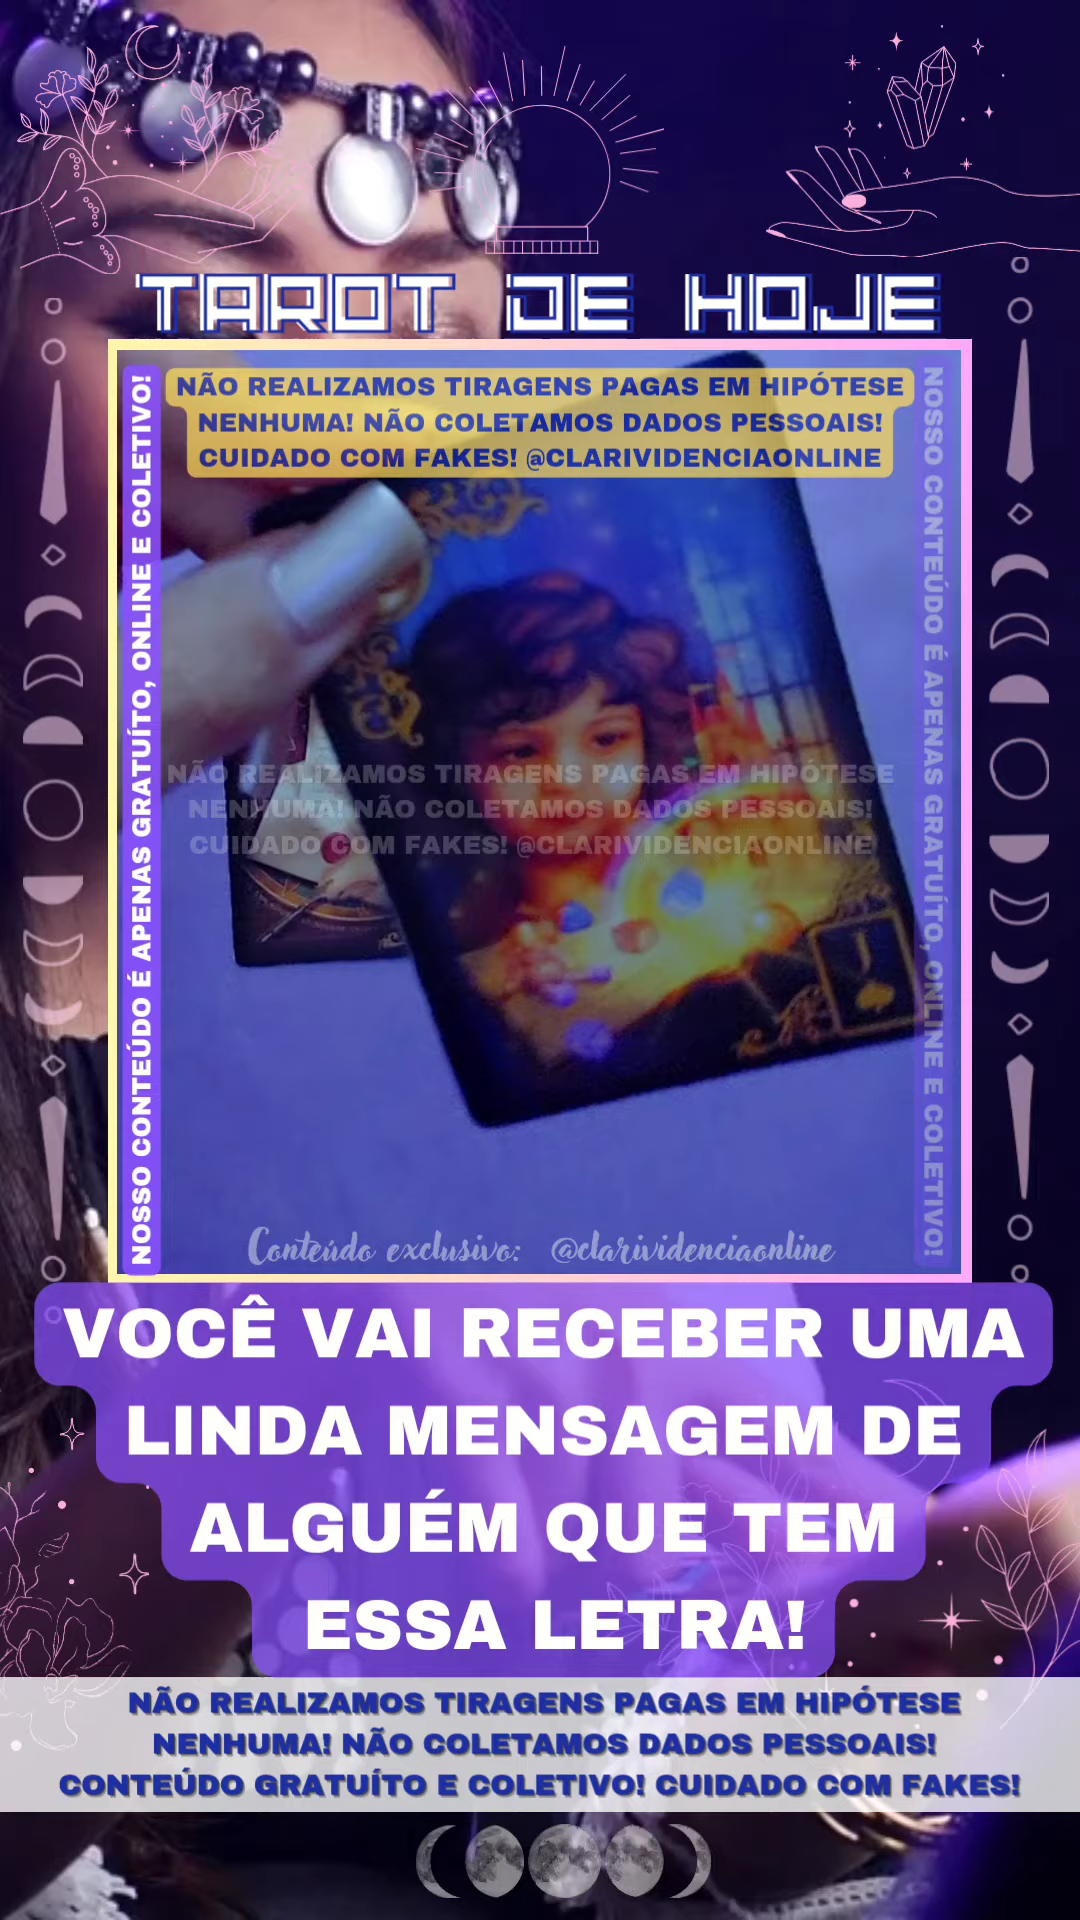 TAROT DE HOJE
NÃO REALIZAMOS TIRAGENS PAGAS EM HIPÓTESE
NENHUMA! NÃO COLETAMOS DADOS PESSOAIS!
CUIDADO COM FAKES! @CLARIVIDENCIAONLINE
NOSSO CONTEÚDO É APENAS GRATUÍTO, ONLINE E COLETIVO!
NOSSO CONTEÚDO É APENAS GRATUÍTO, ONLINE E COLETIVO!
NÃO REALIZAMOS TIRAGENS PAGAS EM HIPÓTESE
NENHUMA! NÃO COLETAMOS DADOS PESSOAIS!
CUIDADO COM FAKES! @CLARIVIDENCIAONLINE
Conteúdo exclusivo: @clarividenciaonline
VOCÊ VAI RECEBER UMA
LINDA MENSAGEM DE
ALGUÉM QUE TEM
ESSA LETRA!
NÃO REALIZAMOS TIRAGENS PAGAS EM HIPÓTESE
NENHUMA! NÃO COLETAMOS DADOS PESSOAIS!
CONTEÚDO GRATUÍTO E COLETIVO! CUIDADO COM FAKES!